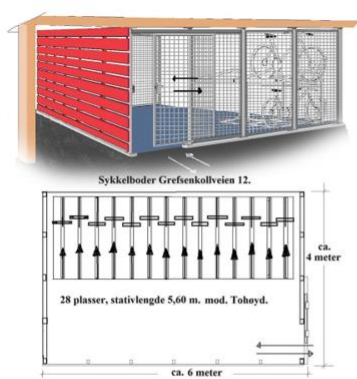 Sykkelboder Grefsenkollveien 12.
ca.
4 meter
28 plasser, stativlengde 5,60 m. mod. Tohøyd.
ca. 6 meter